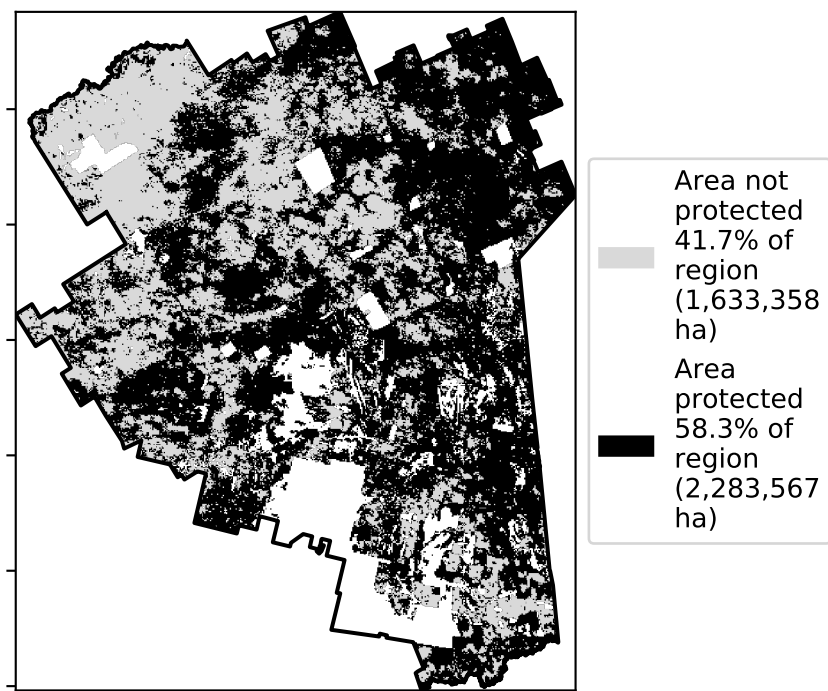 Area not
protected
41.7% of
region
(1,633,358
ha)
Area
protected
58.3% of
region
(2,283,567
ha)